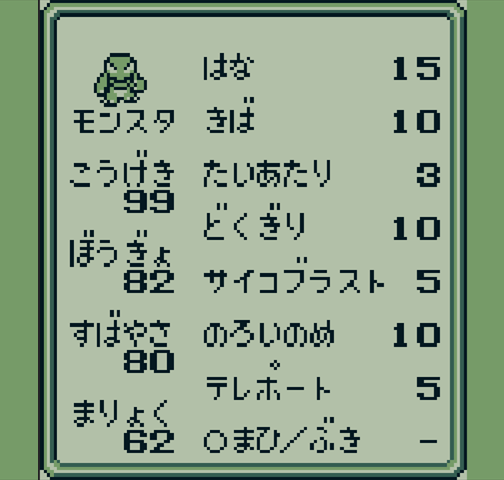 はな 15
モンスタ きば 10
こうげき たいあたり 3
99
どくぎり 10
ぼうぎょ
82 サイコブラスト 5
すばやさ のろいのめ 10
80
テレポート 5
まりょく
62 ○まひ/ぶき -